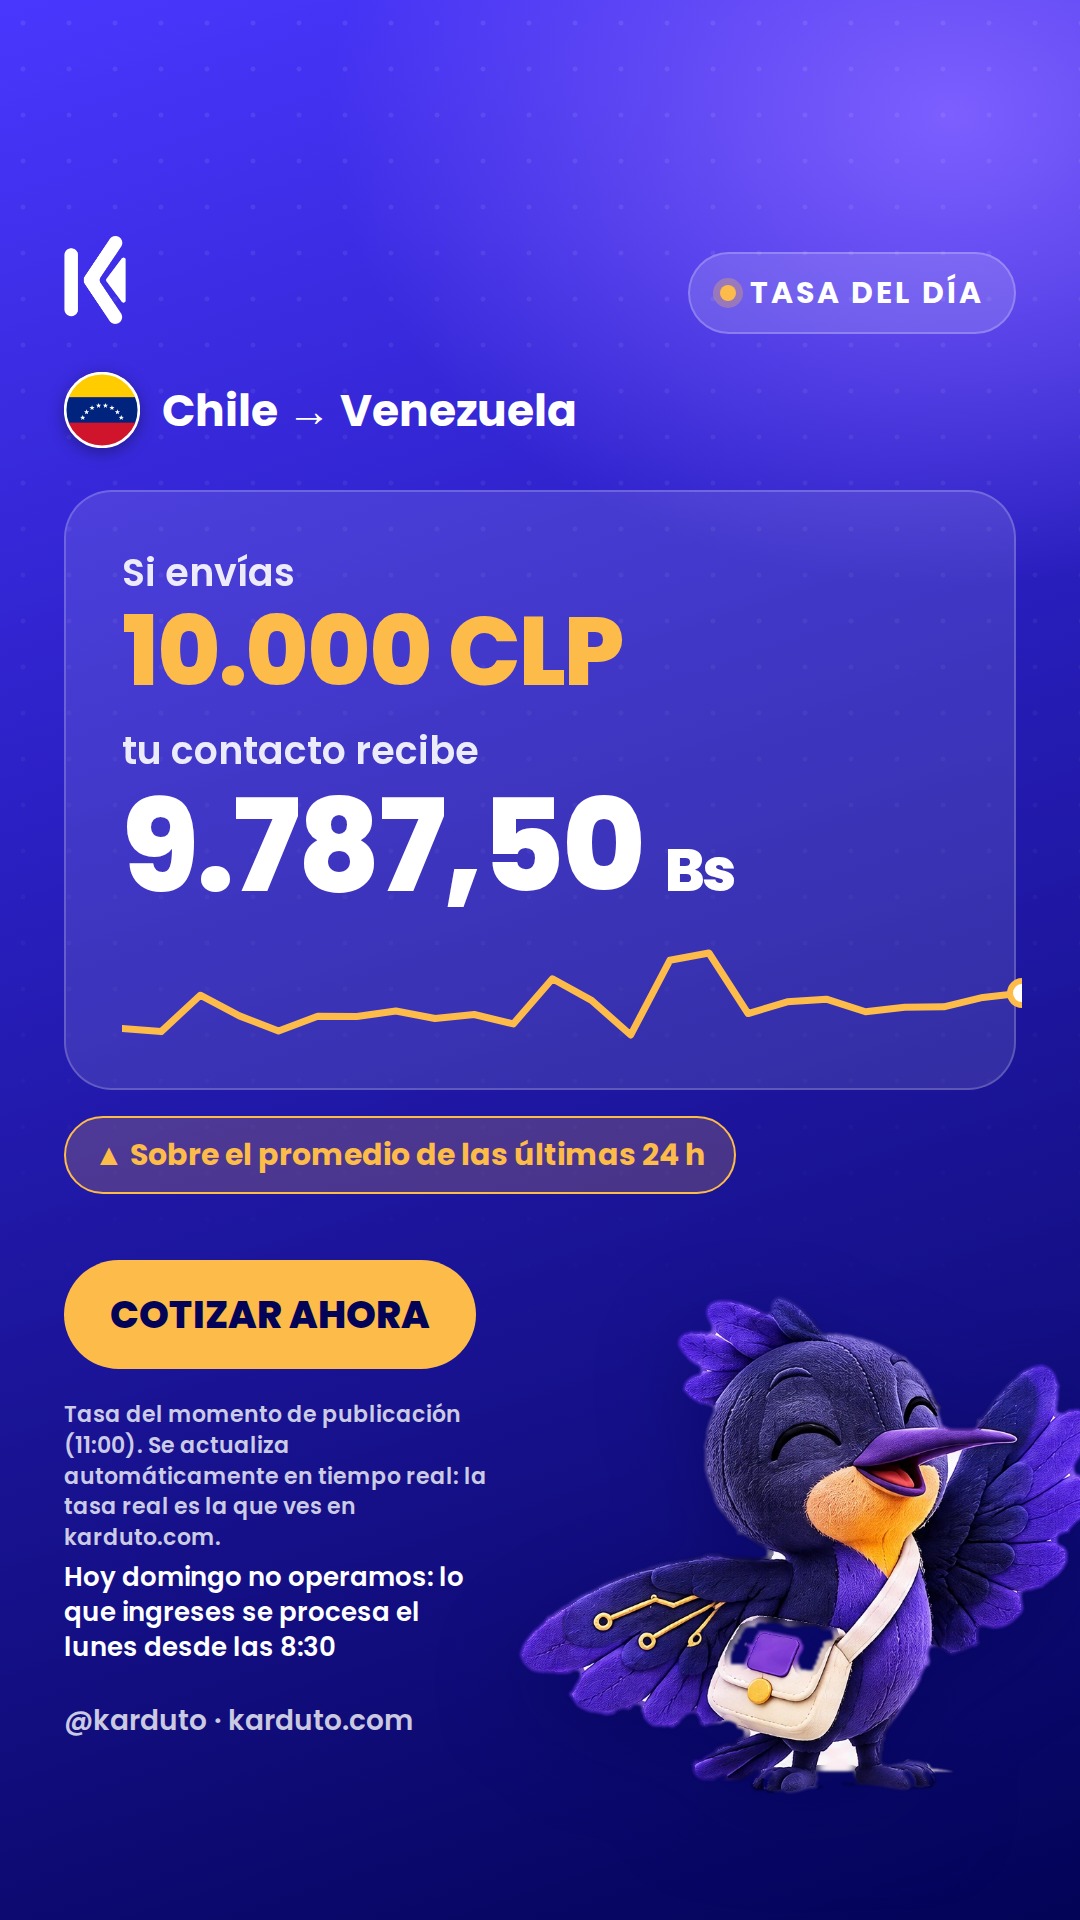 TASA DEL DÍA
Chile → Venezuela
Si envías
10.000 CLP
tu contacto recibe
9.787,50 Bs
▲ Sobre el promedio de las últimas 24 h
COTIZAR AHORA
Tasa del momento de publicación
(11:00). Se actualiza
automáticamente en tiempo real: la
tasa real es la que ves en
karduto.com.
Hoy domingo no operamos: lo
que ingreses se procesa el
lunes desde las 8:30
@karduto · karduto.com